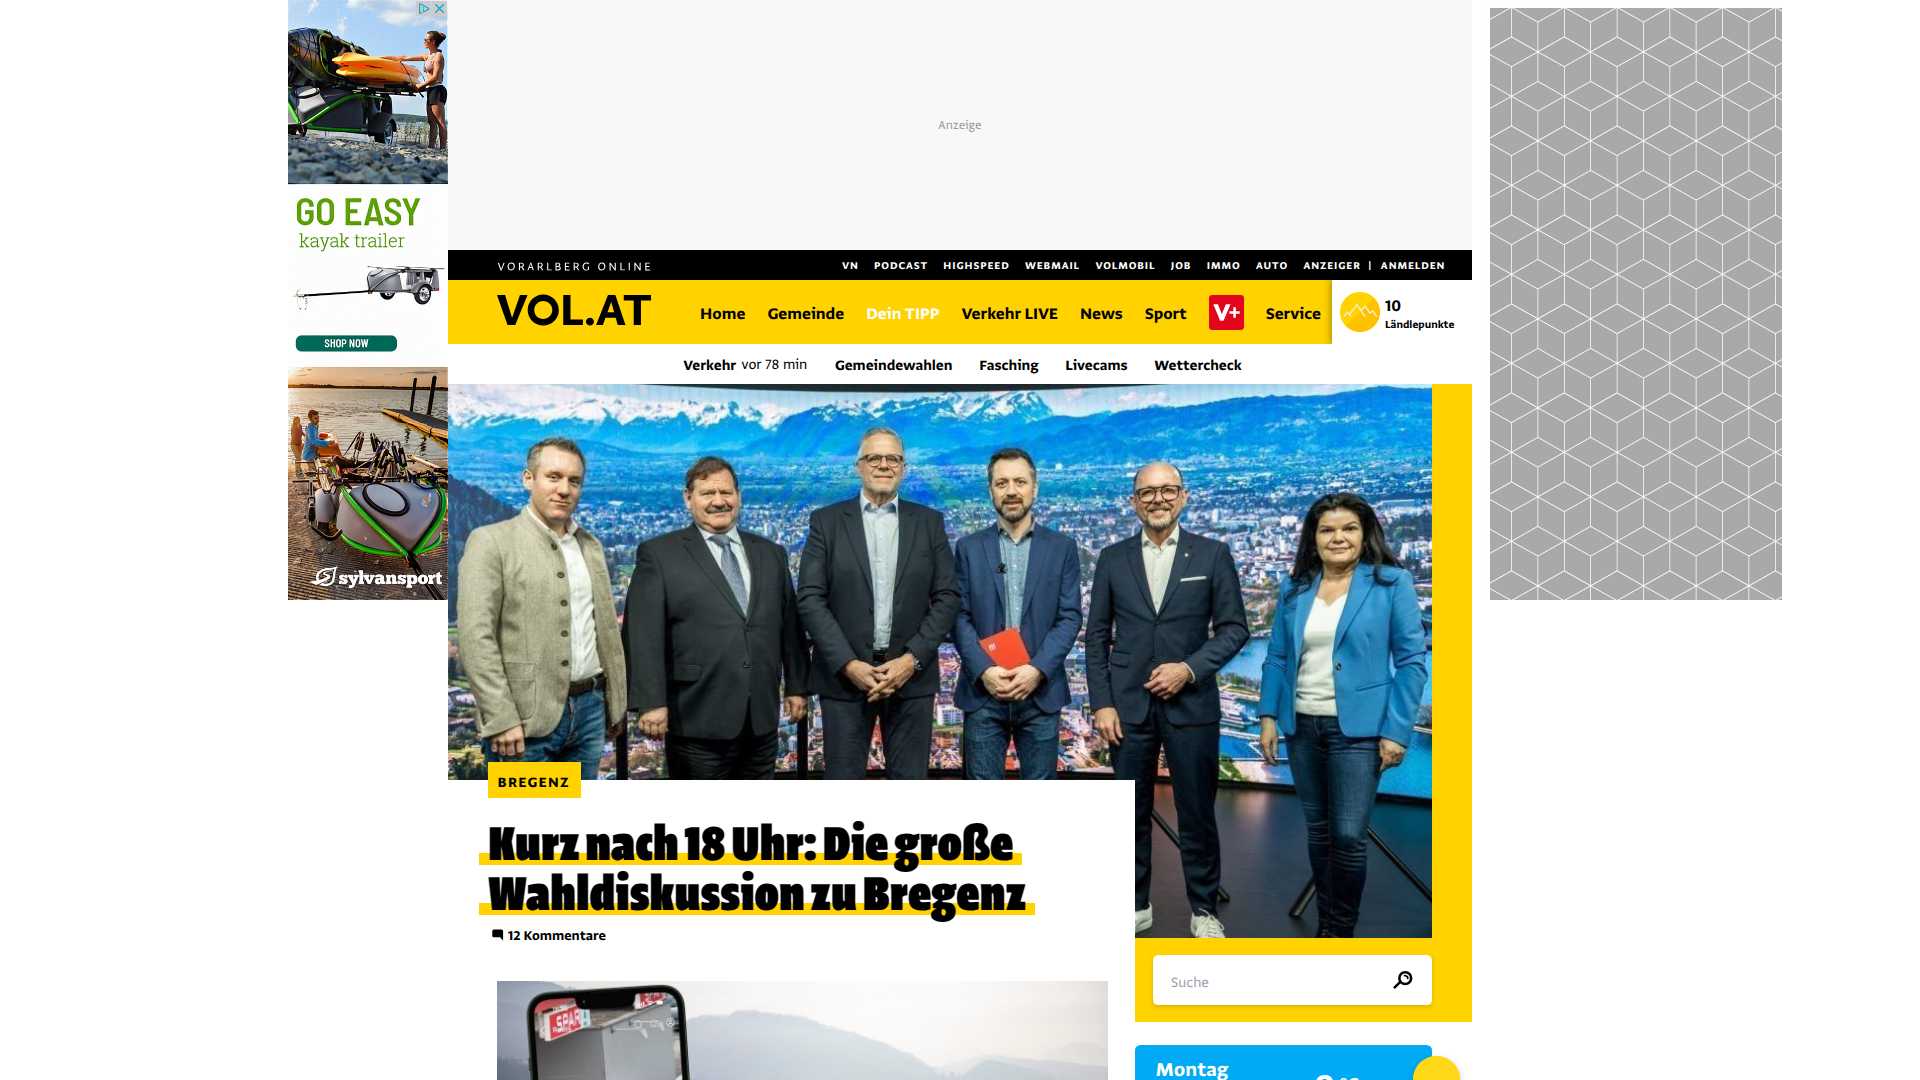 GO EASY
kayak trailer
SHOP NOW
sylvansport
Anzeige
VORARLBERG ONLINE
VN PODCAST HIGHSPEED WEBMAIL VOLMOBIL JOB IMMO AUTO ANZEIGER | ANMELDEN
VOL.AT
Home Gemeinde Dein TIPP Verkehr LIVE News Sport V+ Service
10
Ländlepunkte
Verkehr vor 78 min Gemeindewahlen Fasching Livecams Wettercheck
BREGENZ
Kurz nach 18 Uhr: Die große
Wahldiskussion zu Bregenz
12 Kommentare
SPAR
Suche
Montag